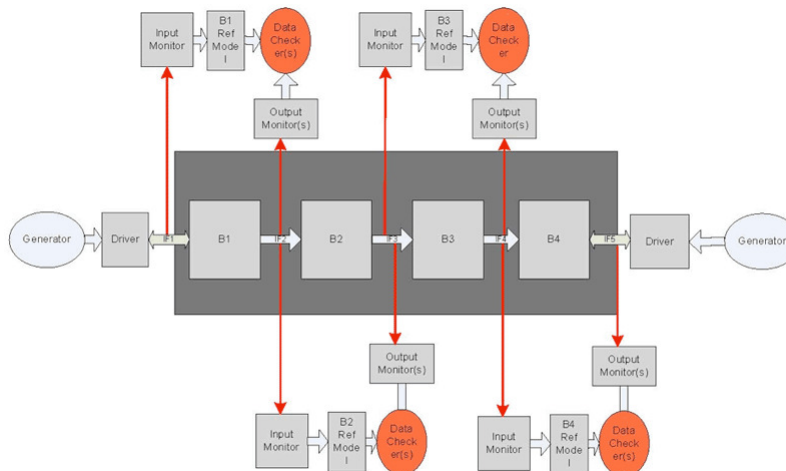 Input
Monitor
B1
Ref
Mode
l
Data
Check
er(s)
Input
Monitor
B3
Ref
Mode
l
Data
Check
er
Output
Monitor(s)
Output
Monitor(s)
Generator
Driver
IF1
B1
IF2
B2
IF3
B3
IF4
B4
IF5
Driver
Generator
Output
Monitor(s)
Output
Monitor(s)
Input
Monitor
B2
Ref
Mode
l
Data
Check
er(s)
Input
Monitor
B4
Ref
Mode
l
Data
Check
er(s)